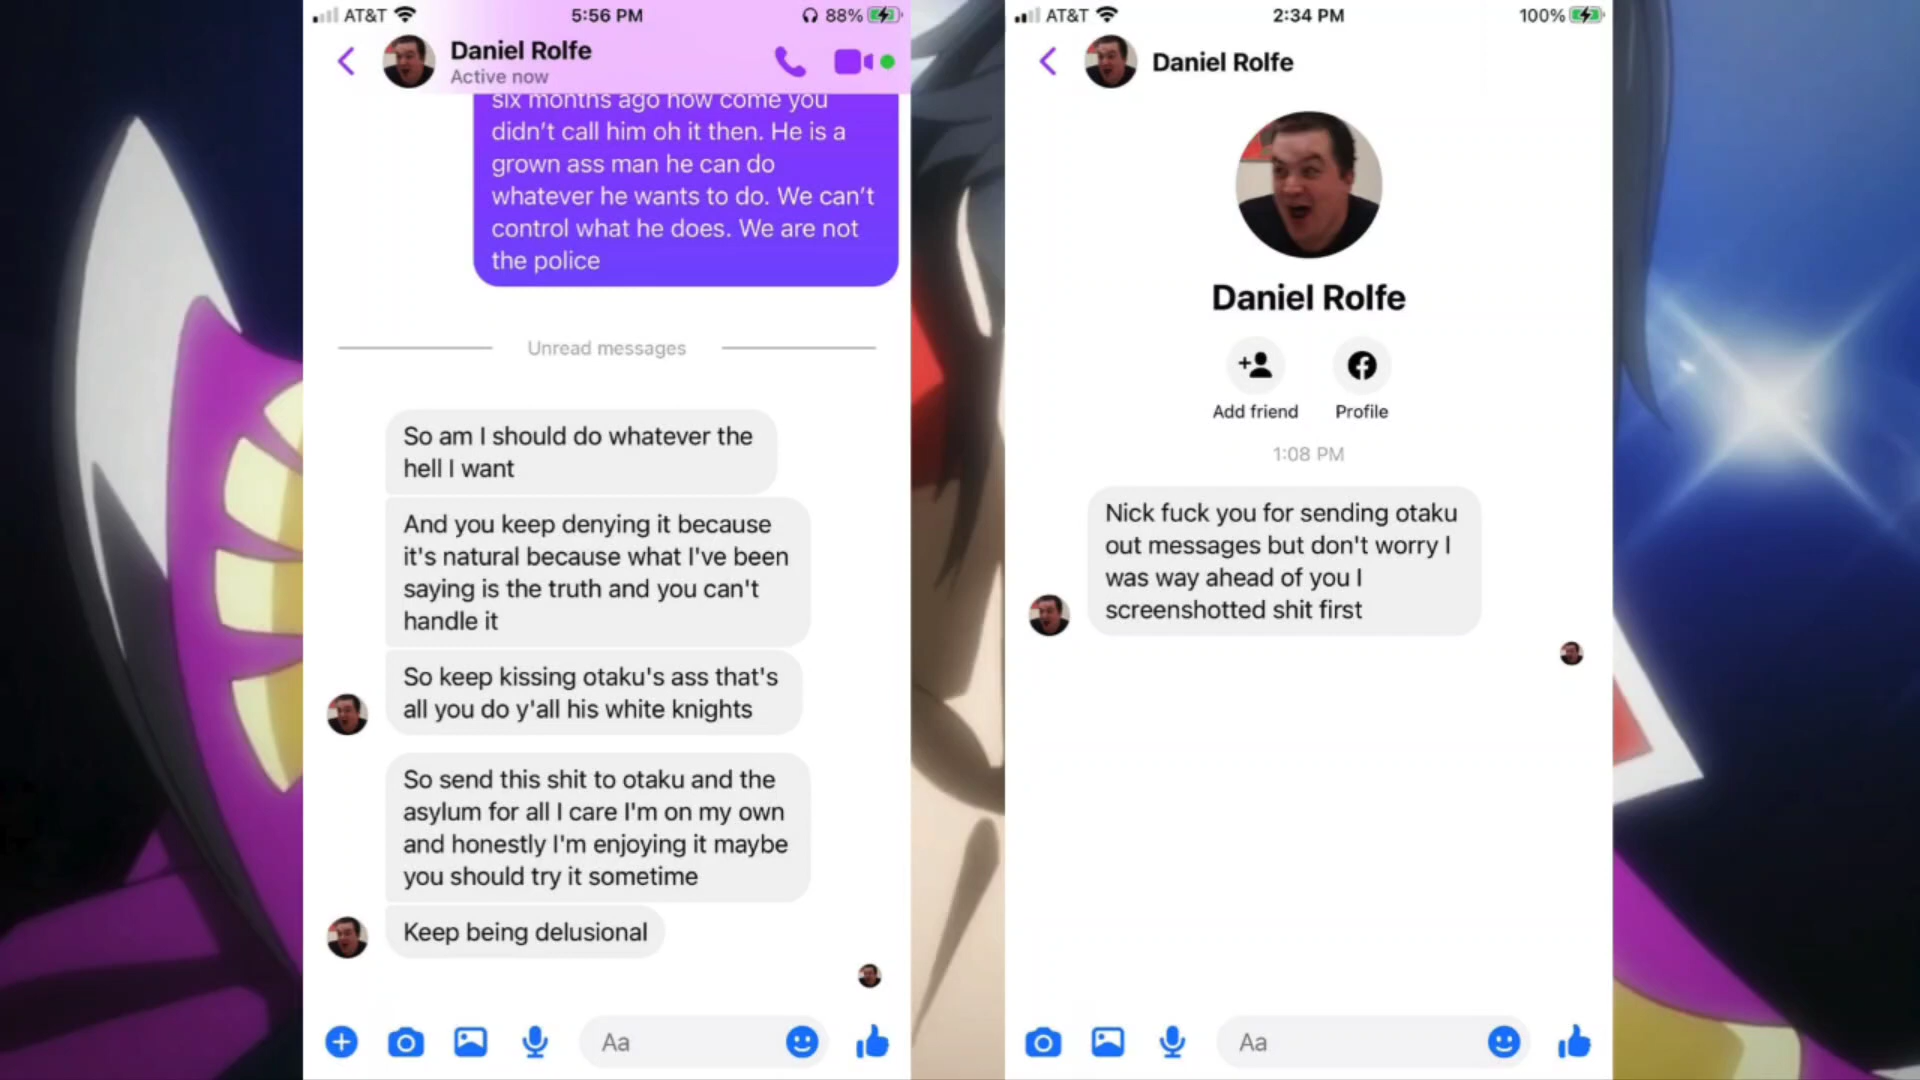 AT&T 5:56 PM 88%
Daniel Rolfe
Active now
six months ago how come you
didn't call him oh it then. He is a
grown ass man he can do
whatever he wants to do. We can't
control what he does. We are not
the police
Unread messages
So am I should do whatever the
hell I want
And you keep denying it because
it's natural because what I've been
saying is the truth and you can't
handle it
So keep kissing otaku's ass that's
all you do y'all his white knights
So send this shit to otaku and the
asylum for all I care I'm on my own
and honestly I'm enjoying it maybe
you should try it sometime
Keep being delusional
Aa
AT&T 2:34 PM 100%
Daniel Rolfe
Daniel Rolfe
Add friend Profile
1:08 PM
Nick fuck you for sending otaku
out messages but don't worry I
was way ahead of you I
screenshotted shit first
Aa